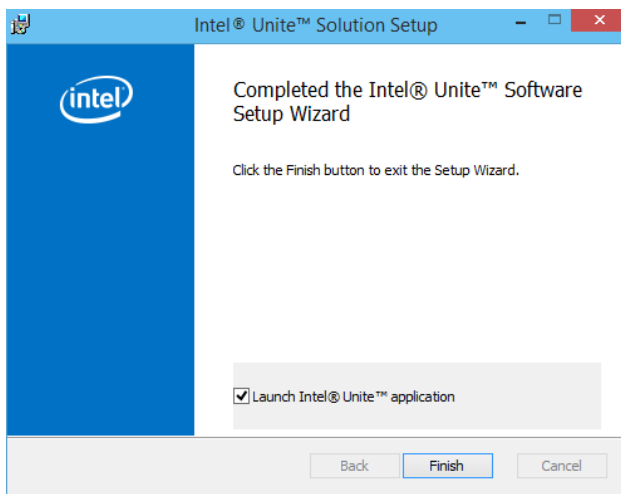 Intel® Unite™ Solution Setup
intel
Completed the Intel® Unite™ Software
Setup Wizard
Click the Finish button to exit the Setup Wizard.
Launch Intel® Unite™ application
Back Finish Cancel